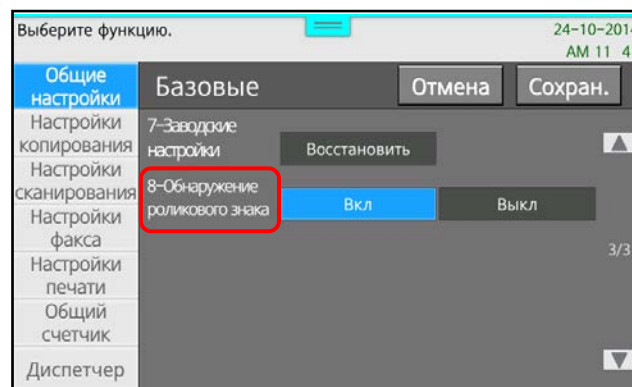 Выберите функцию.
24-10-2014
AM 11 4
Общие
настройки
Базовые
Отмена
Сохран.
Настройки
копирования
7-Заводские
настройки
Восстановить
Настройки
сканирования
8-Обнаружение
роликового знака
Вкл
Выкл
Настройки
факса
3/3
Настройки
печати
Общий
счетчик
Диспетчер